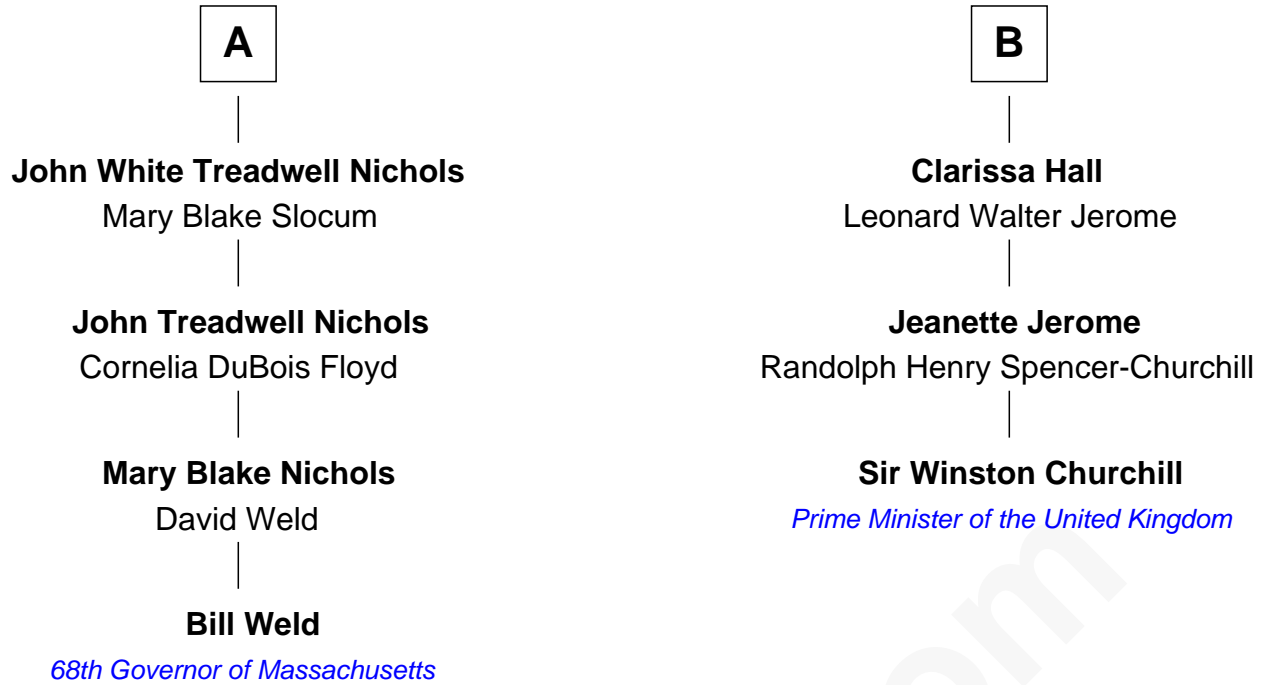 A
John White Treadwell Nichols
Mary Blake Slocum
John Treadwell Nichols
Cornelia DuBois Floyd
Mary Blake Nichols
David Weld
Bill Weld
68th Governor of Massachusetts
B
Clarissa Hall
Leonard Walter Jerome
Jeanette Jerome
Randolph Henry Spencer-Churchill
Sir Winston Churchill
Prime Minister of the United Kingdom